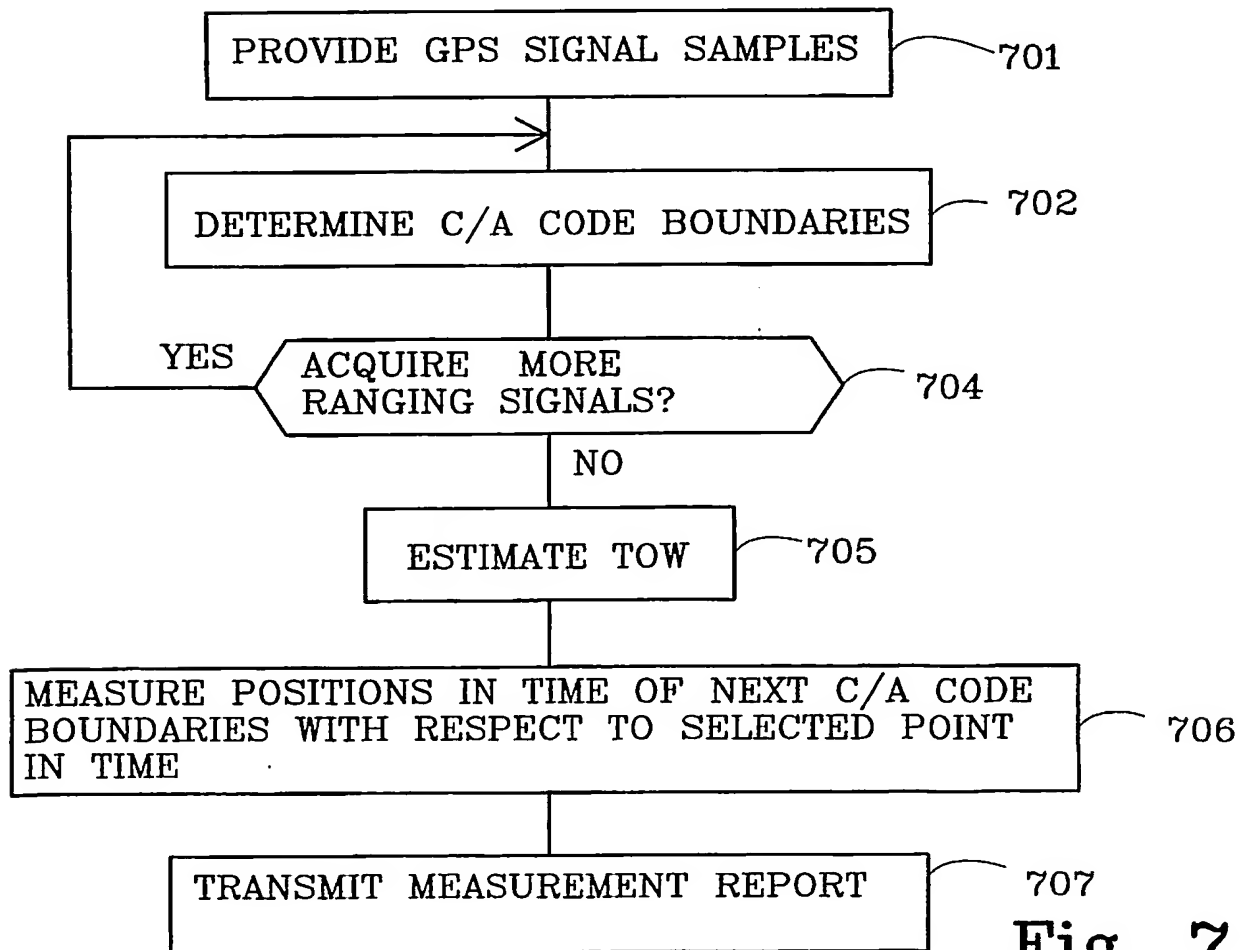 PROVIDE GPS SIGNAL SAMPLES
701
DETERMINE C/A CODE BOUNDARIES
702
YES
ACQUIRE MORE
RANGING SIGNALS?
704
NO
ESTIMATE TOW
705
MEASURE POSITIONS IN TIME OF NEXT C/A CODE
BOUNDARIES WITH RESPECT TO SELECTED POINT
IN TIME
706
TRANSMIT MEASUREMENT REPORT
707
Fig. 7